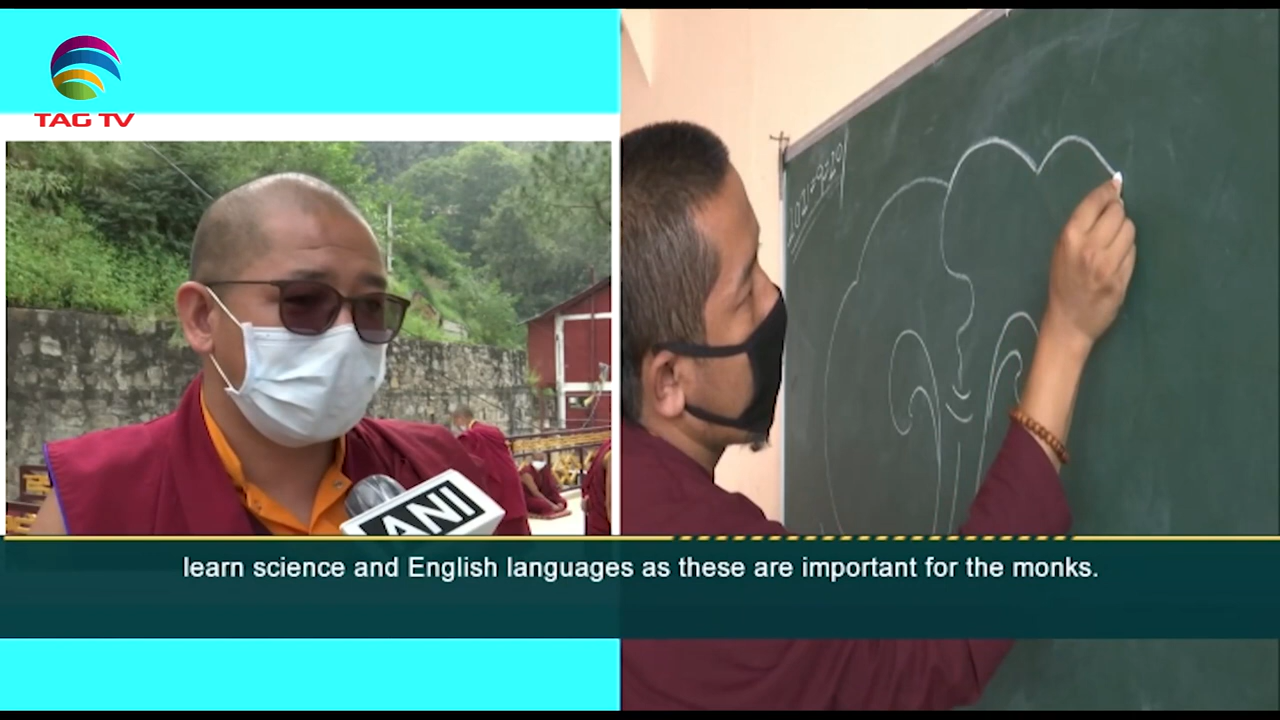 TAG TV
ANI
learn science and English languages as these are important for the monks.